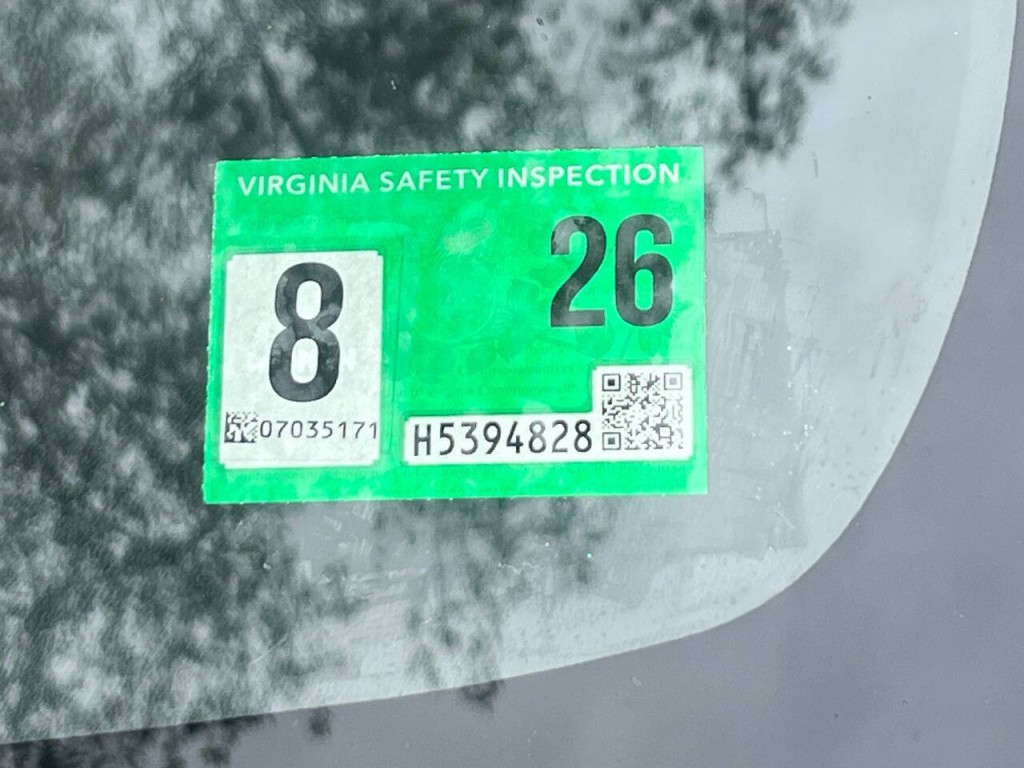 VIRGINIA SAFETY INSPECTION
26
8
07035171
H5394828